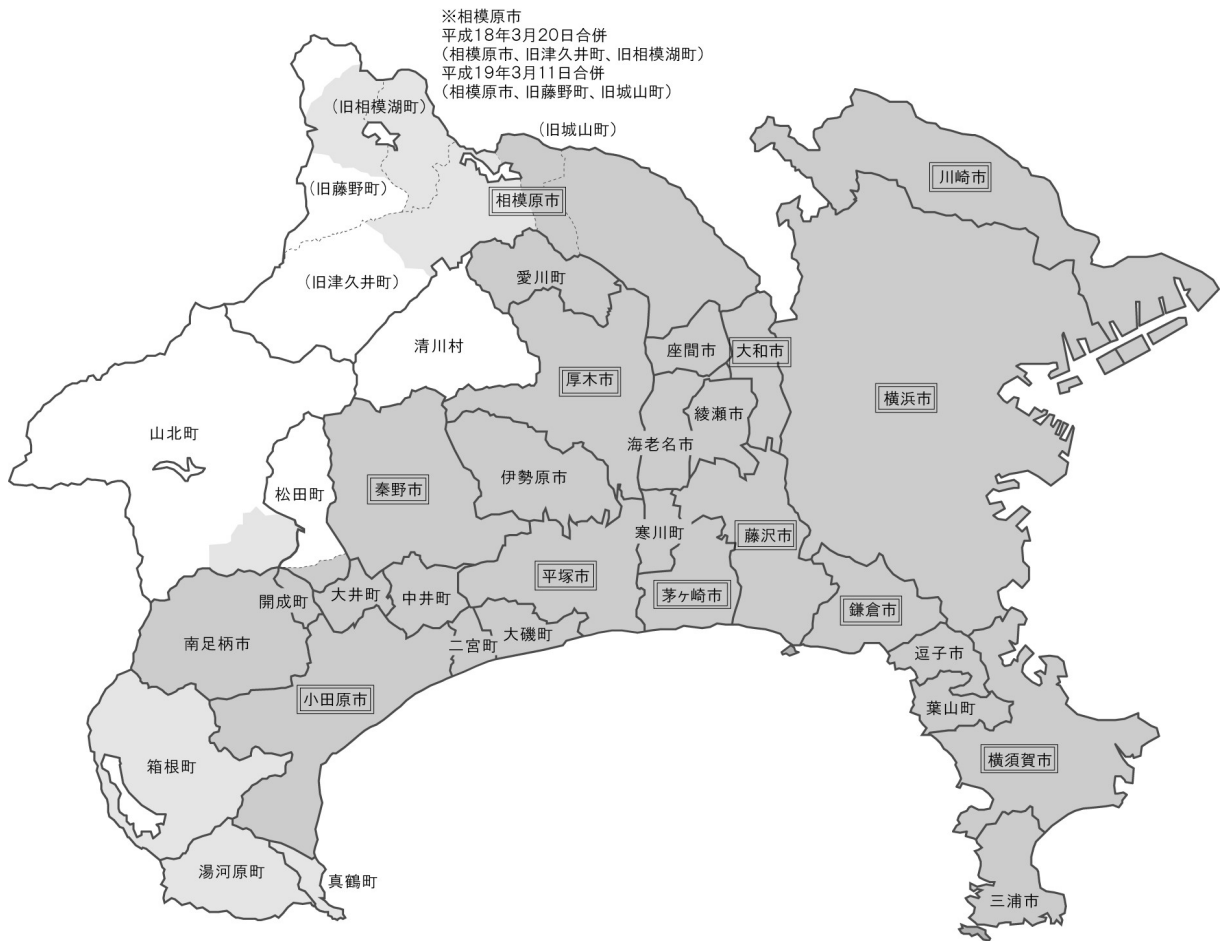 ※相模原市
平成18年3月20日合併
(相模原市、旧津久井町、旧相模湖町)
平成19年3月11日合併
(相模原市、旧藤野町、旧城山町)
(旧相模湖町)
(旧城山町)
川崎市
(旧藤野町)
相模原市
(旧津久井町)
愛川町
清川村
座間市
大和市
厚木市
横浜市
綾瀬市
山北町
海老名市
伊勢原市
秦野市
松田町
寒川町
藤沢市
平塚市
茅ヶ崎市
大井町
中井町
開成町
鎌倉市
大磯町
二宮町
南足柄市
逗子市
小田原市
葉山町
横須賀市
箱根町
湯河原町
真鶴町
三浦市